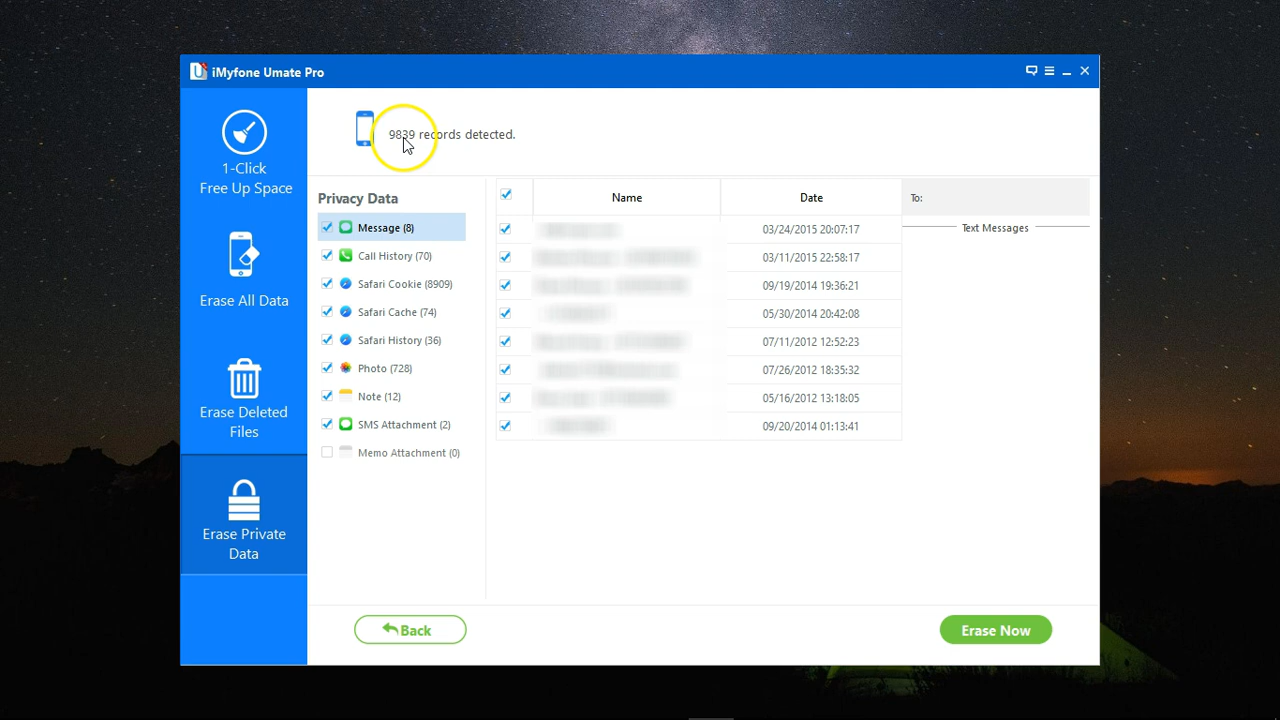 iMyfone Umate Pro
1-Click
Free Up Space
Erase All Data
Erase Deleted
Files
Erase Private
Data
9839 records detected.
Privacy Data
Message (8)
Call History (70)
Safari Cookie (8909)
Safari Cache (74)
Safari History (36)
Photo (728)
Note (12)
SMS Attachment (2)
Memo Attachment (0)
Name
Date
03/24/2015 20:07:17
03/11/2015 22:58:17
09/19/2014 19:36:21
05/30/2014 20:42:08
07/11/2012 12:52:23
07/26/2012 18:35:32
05/16/2012 13:18:05
09/20/2014 01:13:41
To:
Text Messages
Back
Erase Now